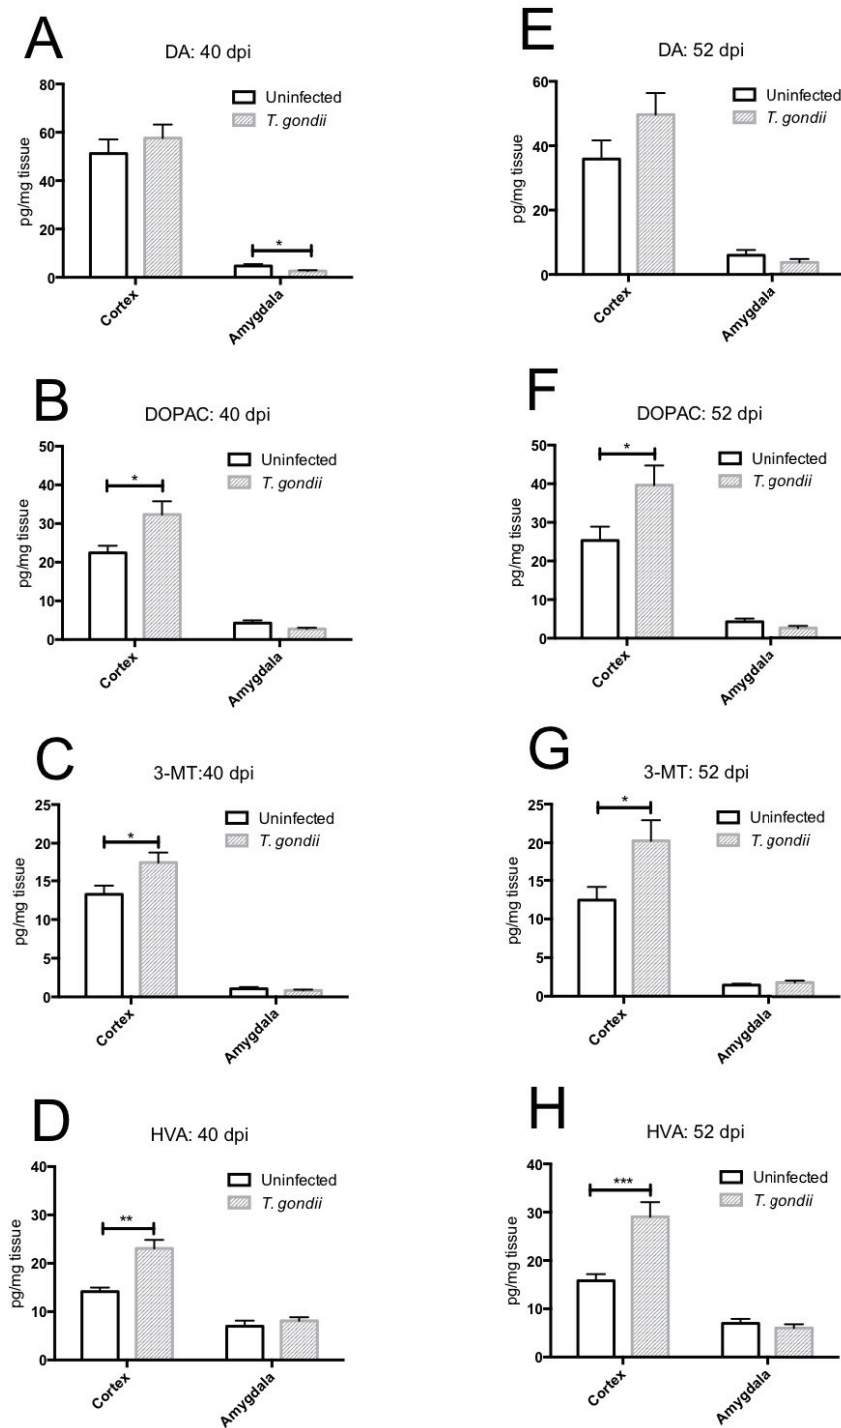 A
DA: 40 dpi
80
60
40
20
0
pg/mg tissue
Uninfected
T. gondii
*
Cortex
Amygdala
E
DA: 52 dpi
60
40
20
0
pg/mg tissue
Uninfected
T. gondii
Cortex
Amygdala
B
DOPAC: 40 dpi
50
40
30
20
10
0
pg/mg tissue
Uninfected
T. gondii
*
Cortex
Amygdala
F
DOPAC: 52 dpi
50
40
30
20
10
0
pg/mg tissue
Uninfected
T. gondii
*
Cortex
Amygdala
C
3-MT:40 dpi
25
20
15
10
5
0
pg/mg tissue
Uninfected
T. gondii
*
Cortex
Amygdala
G
3-MT: 52 dpi
25
20
15
10
5
0
pg/mg tissue
Uninfected
T. gondii
*
Cortex
Amygdala
D
HVA: 40 dpi
40
30
20
10
0
pg/mg tissue
Uninfected
T. gondii
**
Cortex
Amygdala
H
HVA: 52 dpi
40
30
20
10
0
pg/mg tissue
Uninfected
T. gondii
***
Cortex
Amygdala